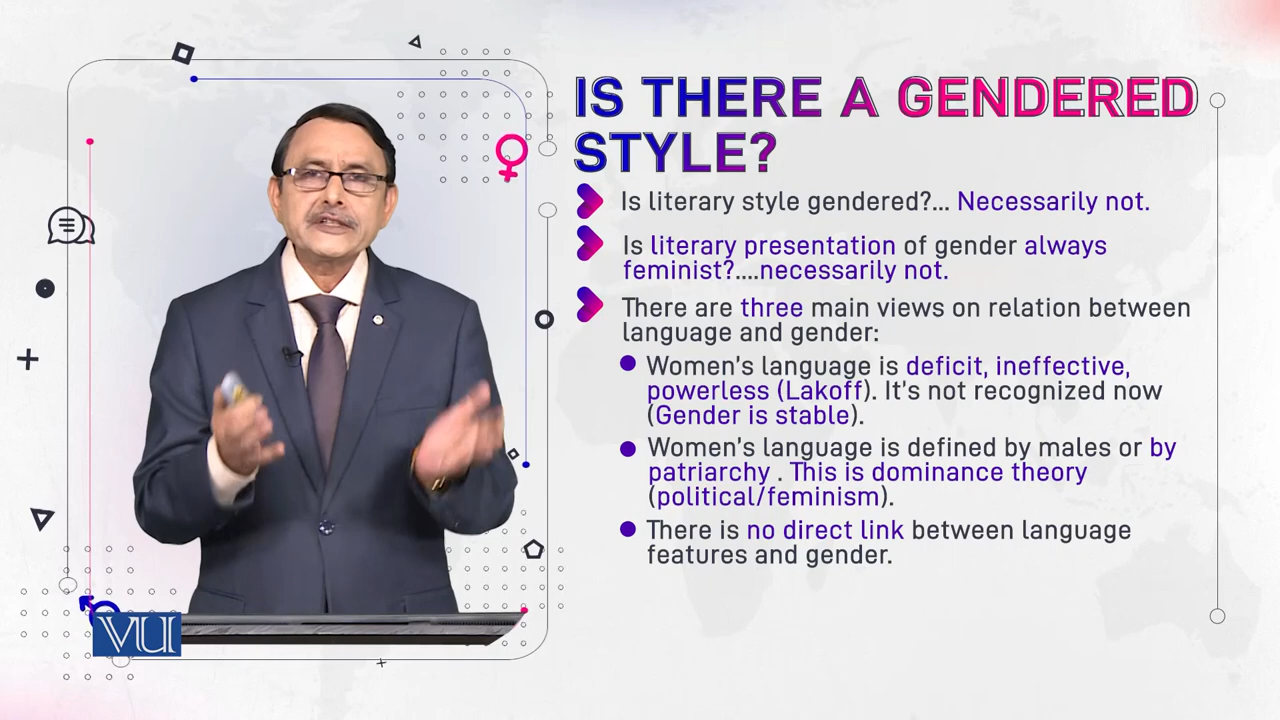 IS THERE A GENDERED
STYLE?
Is literary style gendered?... Necessarily not.
Is literary presentation of gender always
feminist?....necessarily not.
There are three main views on relation between
language and gender:
Women's language is deficit, ineffective,
powerless (Lakoff). It's not recognized now
(Gender is stable).
Women's language is defined by males or by
patriarchy . This is dominance theory
(political/feminism).
There is no direct link between language
features and gender.
VU